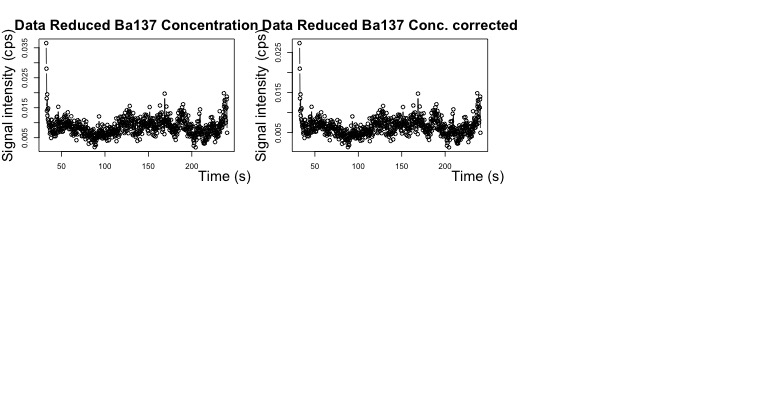 Data Reduced Ba137 Concentration
Signal intensity (cps)
0.005 0.015 0.025 0.035
50 100 150 200
Time (s)
Data Reduced Ba137 Conc. corrected
Signal intensity (cps)
0.005 0.015 0.025
50 100 150 200
Time (s)